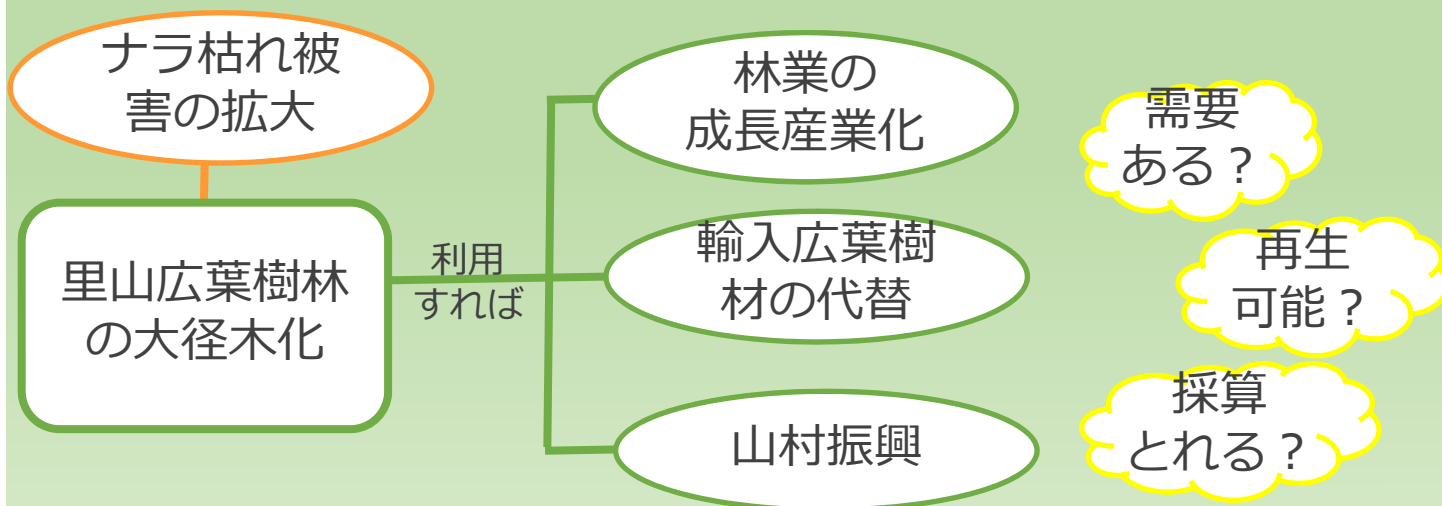 ナラ枯れ被
害の拡大
里山広葉樹林
の大径木化
利用
すれば
林業の
成長産業化
輸入広葉樹
材の代替
山村振興
需要
ある？
再生
可能？
採算
とれる？